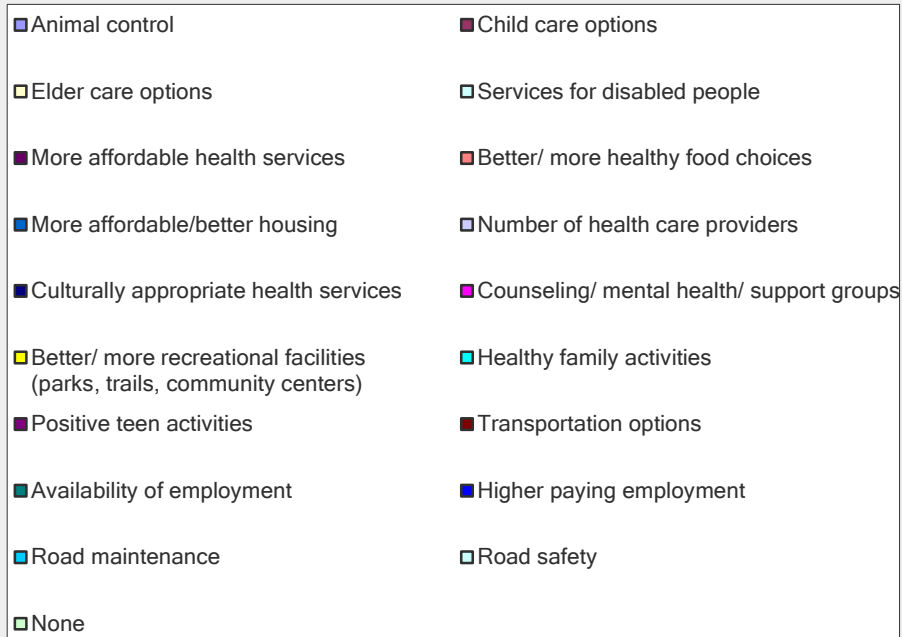 Animal control
Child care options
Elder care options
Services for disabled people
More affordable health services
Better/ more healthy food choices
More affordable/better housing
Number of health care providers
Culturally appropriate health services
Counseling/ mental health/ support groups
Better/ more recreational facilities
(parks, trails, community centers)
Healthy family activities
Positive teen activities
Transportation options
Availability of employment
Higher paying employment
Road maintenance
Road safety
None